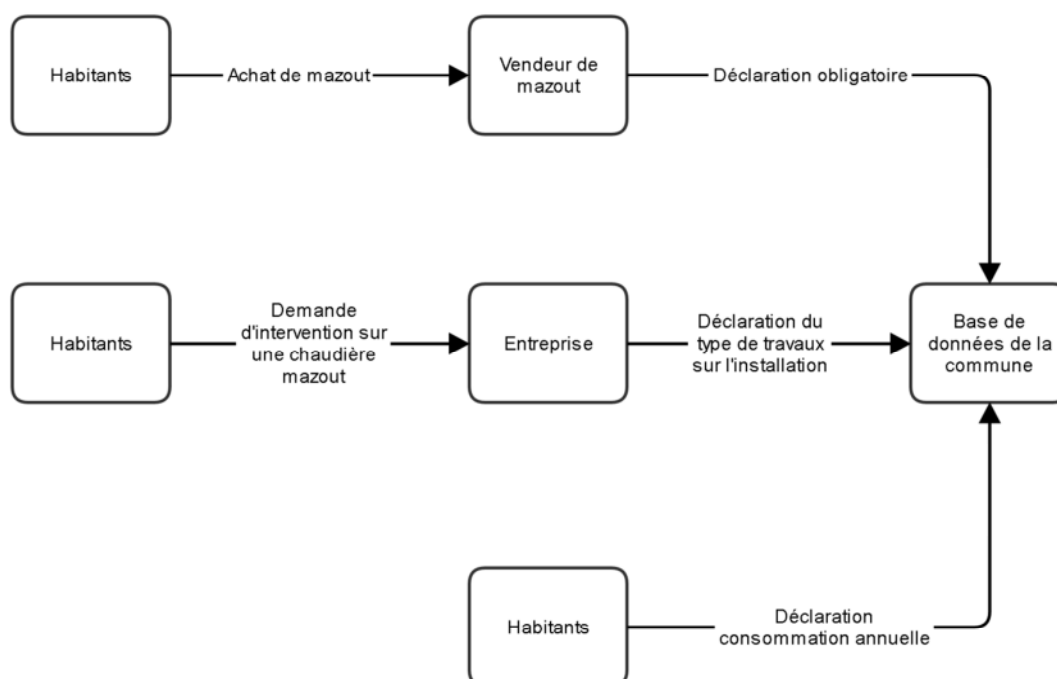 Habitants
Achat de mazout
Vendeur de
mazout
Déclaration obligatoire
Habitants
Demande
d'intervention sur
une chaudière
mazout
Entreprise
Déclaration du
type de travaux
sur l'installation
Base de
données de la
commune
Habitants
Déclaration
consommation annuelle